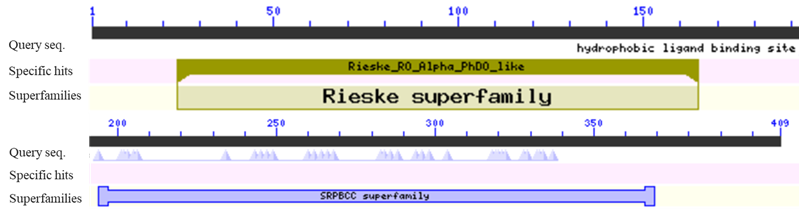 1 50 100 150
Query seq.
hydrophobic ligand binding site
Specific hits
Rieske_RO_Alpha_PhDO_like
Superfamilies
Rieske superfamily
200 250 300 350 409
Query seq.
Specific hits
Superfamilies
SRPBCC superfamily